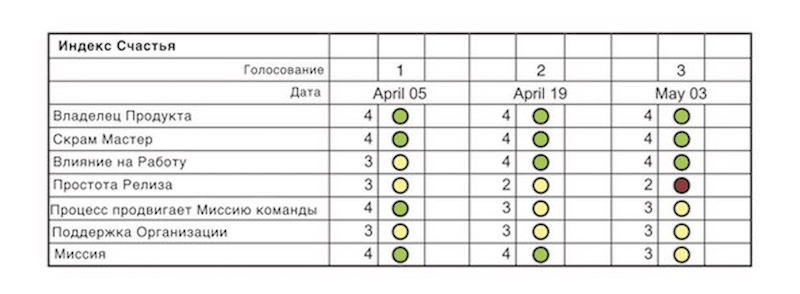 Индекс Счастья
Голосование 1 2 3
Дата April 05 April 19 May 03
Владелец Продукта 4 4 4
Скрам Мастер 4 4 4
Влияние на Работу 3 4 4
Простота Релиза 3 2 2
Процесс продвигает Миссию команды 4 3 3
Поддержка Организации 3 3 3
Миссия 4 4 3